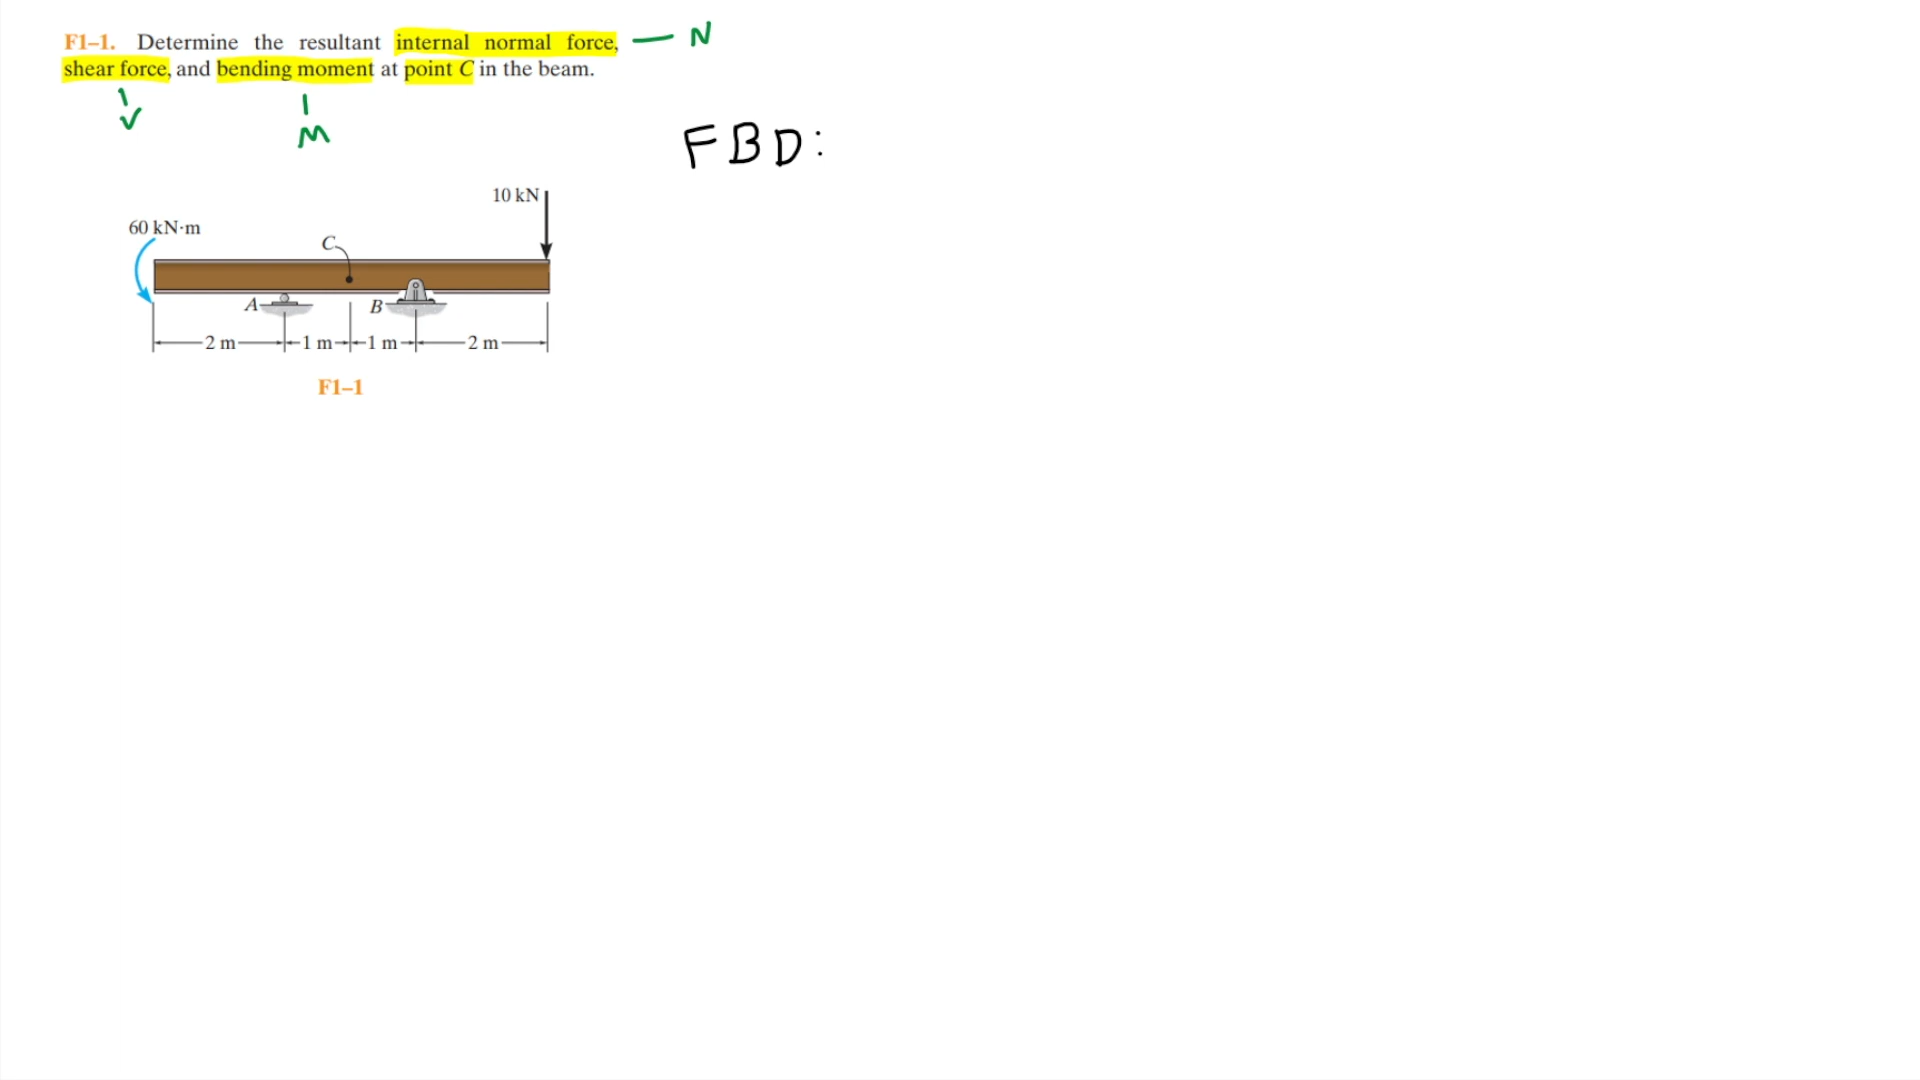 F1–1. Determine the resultant internal normal force, — N
shear force, and bending moment at point C in the beam.
V
M
FBD:
10 kN
60 kN·m
C
A
B
2 m
1 m
1 m
2 m
F1–1